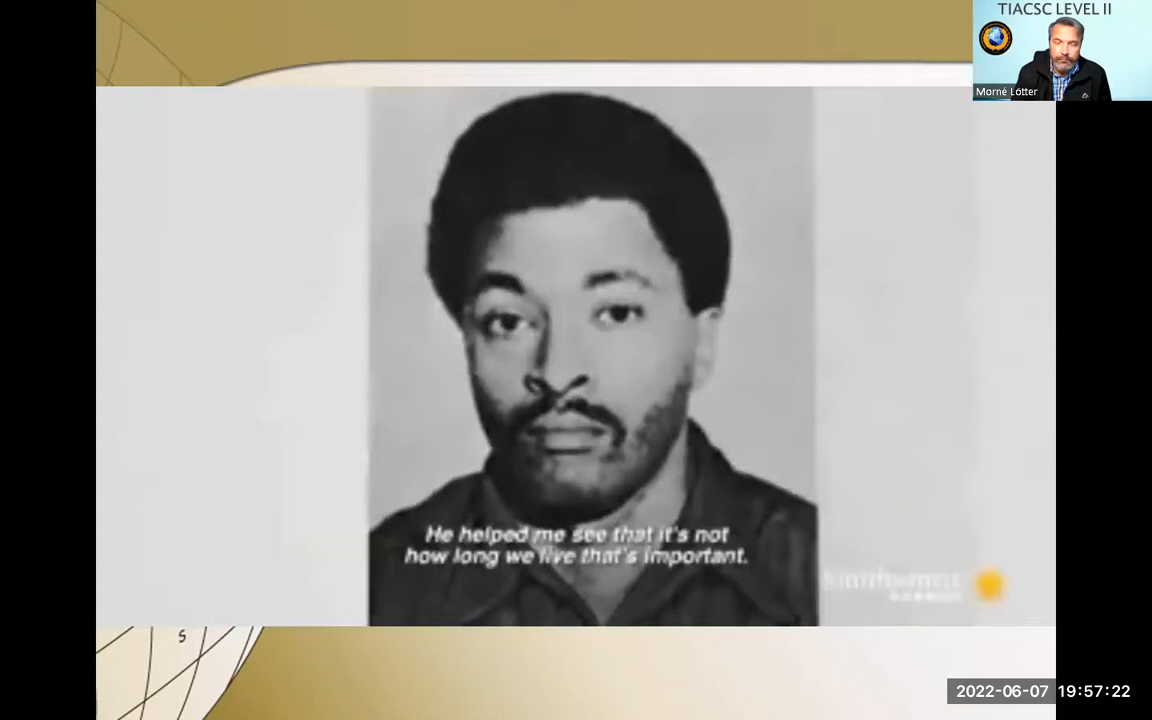 TIACSC LEVEL II
Morné Lötter
He helped me see that it's not
how long we live that's important.
Smithsonian
CHANNEL
5
2022-06-07 19:57:22